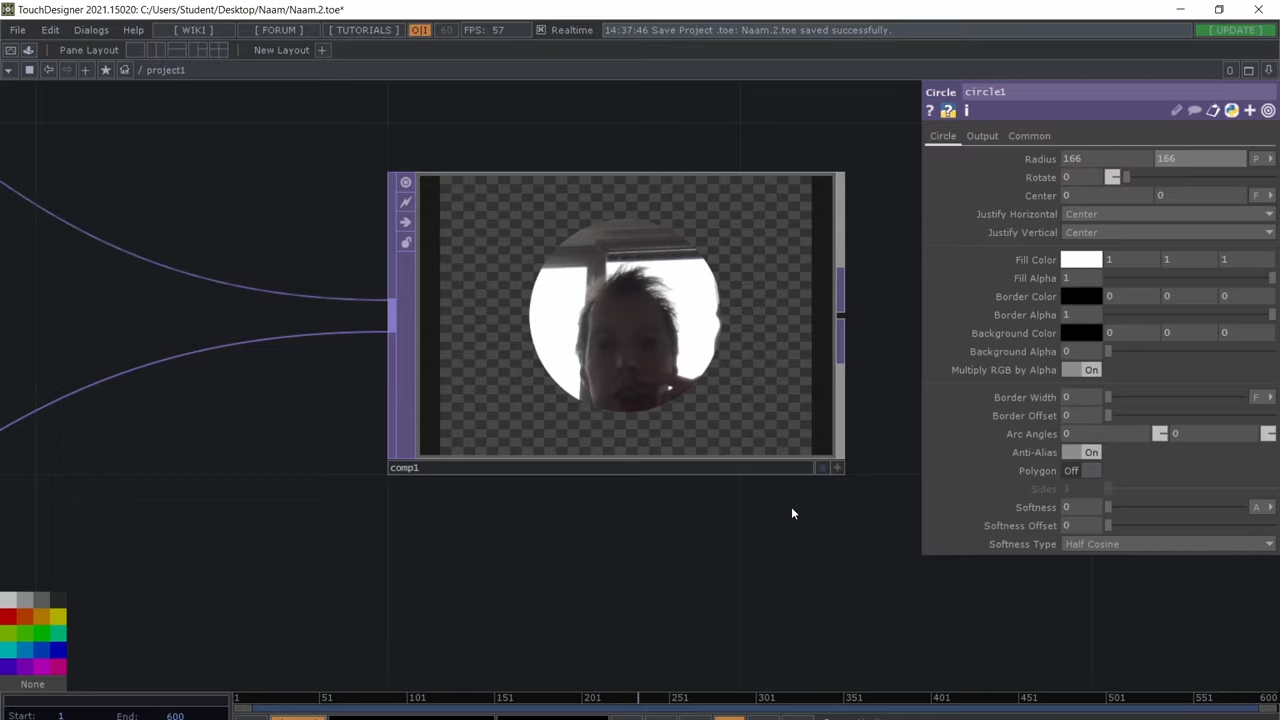 TouchDesigner 2021.15020: C:/Users/Student/Desktop/Naam/Naam.2.toe*
File Edit Dialogs Help [ WIKI ] [ FORUM ] [ TUTORIALS ] O|I 60 FPS: 57 Realtime 14:37:46 Save Project .toe: Naam.2.toe saved successfully. [ UPDATE ]
Pane Layout New Layout +
/ project1 0
Circle circle1
? ? i
Circle Output Common
Radius 166 166 P
Rotate 0
Center 0 0 F
Justify Horizontal Center
Justify Vertical Center
Fill Color 1 1 1
Fill Alpha 1
Border Color 0 0 0
Border Alpha 1
Background Color 0 0 0
Background Alpha 0
Multiply RGB by Alpha On
Border Width 0 F
Border Offset 0
Arc Angles 0 0
Anti-Alias On
Polygon Off
Sides 3
Softness 0 A
Softness Offset 0
Softness Type Half Cosine
comp1
None
1 51 101 151 201 251 301 351 401 451 501 551 600
Start: 1 End: 600